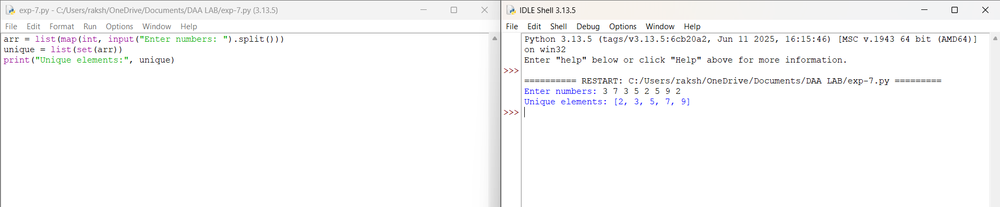 exp-7.py - C:/Users/raksh/OneDrive/Documents/DAA LAB/exp-7.py (3.13.5)
File Edit Format Run Options Window Help
arr = list(map(int, input("Enter numbers: ").split()))
unique = list(set(arr))
print("Unique elements:", unique)
IDLE Shell 3.13.5
File Edit Shell Debug Options Window Help
Python 3.13.5 (tags/v3.13.5:6cb20a2, Jun 11 2025, 16:15:46) [MSC v.1943 64 bit (AMD64)]
on win32
Enter "help" below or click "Help" above for more information.
>>>
========== RESTART: C:/Users/raksh/OneDrive/Documents/DAA LAB/exp-7.py =========
Enter numbers: 3 7 3 5 2 5 9 2
Unique elements: [2, 3, 5, 7, 9]
>>>